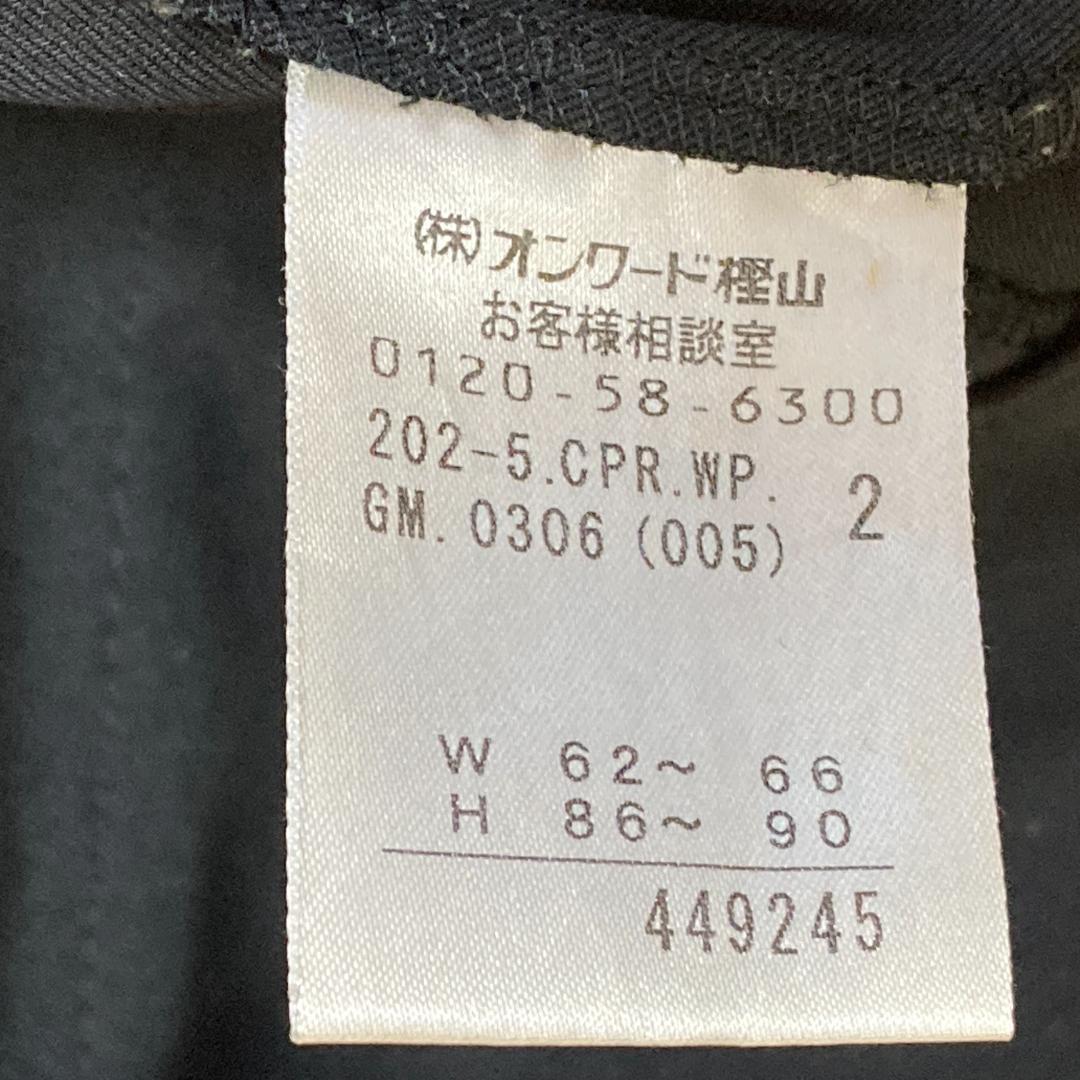 (株)オンワード樫山
お客様相談室
0120-58-6300
202-5.CPR.WP. 2
GM. 0306 (005)
W 62~ 66
H 86~ 90
449245